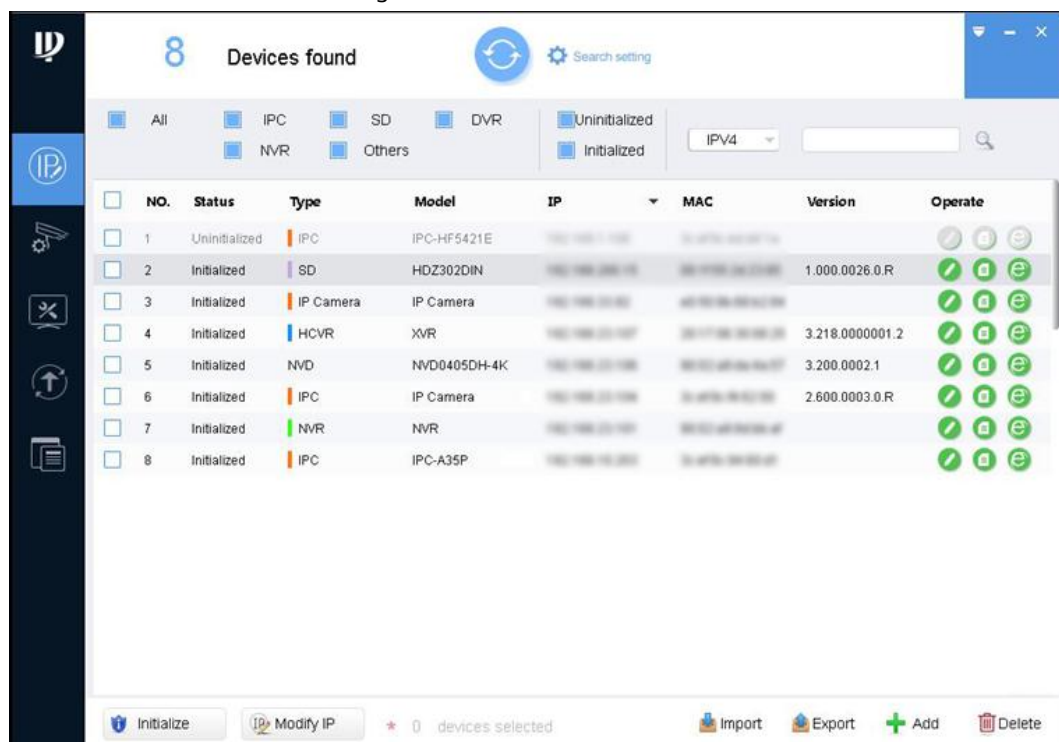 8 Devices found Search setting
All IPC SD DVR Uninitialized
NVR Others Initialized IPV4
NO. Status Type Model IP MAC Version Operate
1 Uninitialized IPC IPC-HF5421E
2 Initialized SD HDZ302DIN 1.000.0026.0.R
3 Initialized IP Camera IP Camera
4 Initialized HCVR XVR 3.218.0000001.2
5 Initialized NVD NVD0405DH-4K 3.200.0002.1
6 Initialized IPC IP Camera 2.600.0003.0.R
7 Initialized NVR NVR
8 Initialized IPC IPC-A35P
Initialize Modify IP * 0 devices selected Import Export Add Delete